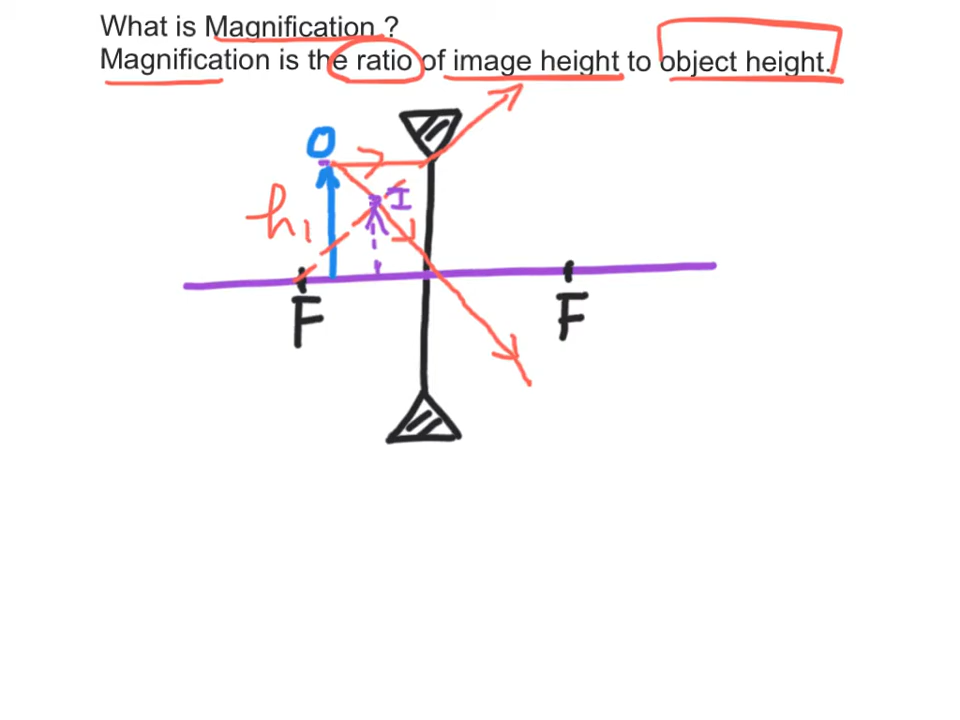 What is Magnification ?
Magnification is the ratio of image height to object height.
O
I
h1
F
F